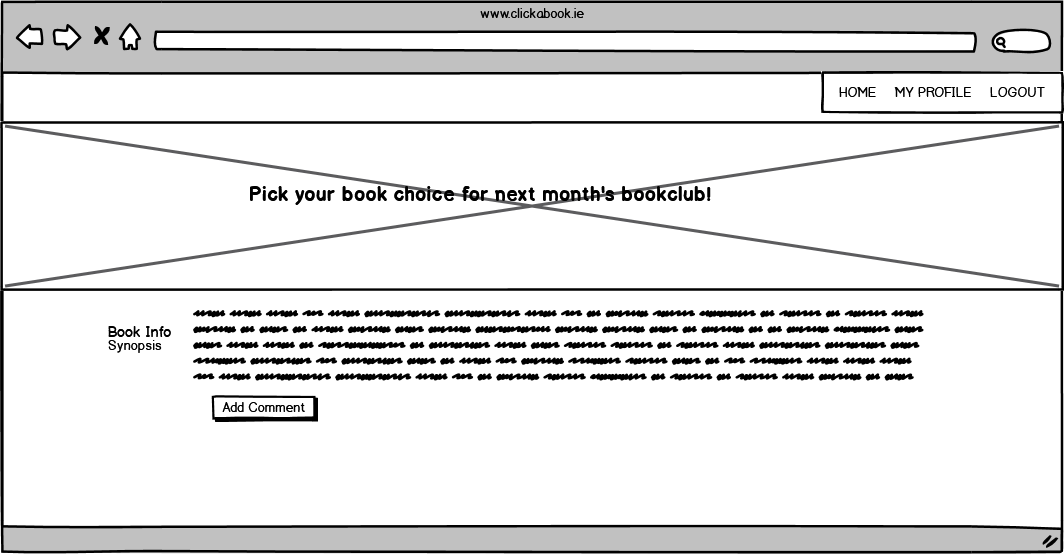 www.clickabook.ie
HOME MY PROFILE LOGOUT
Pick your book choice for next month's bookclub!
Book Info
Synopsis
Add Comment